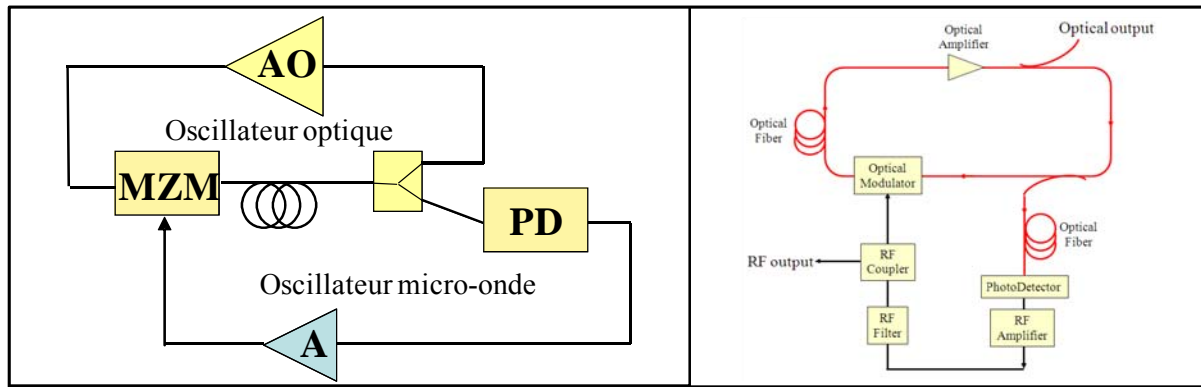 AO
Oscillateur optique
MZM
PD
Oscillateur micro-onde
A
Optical
Amplifier
Optical output
Optical
Fiber
Optical
Modulator
Optical
Fiber
RF output
RF
Coupler
PhotoDetector
RF
Filter
RF
Amplifier